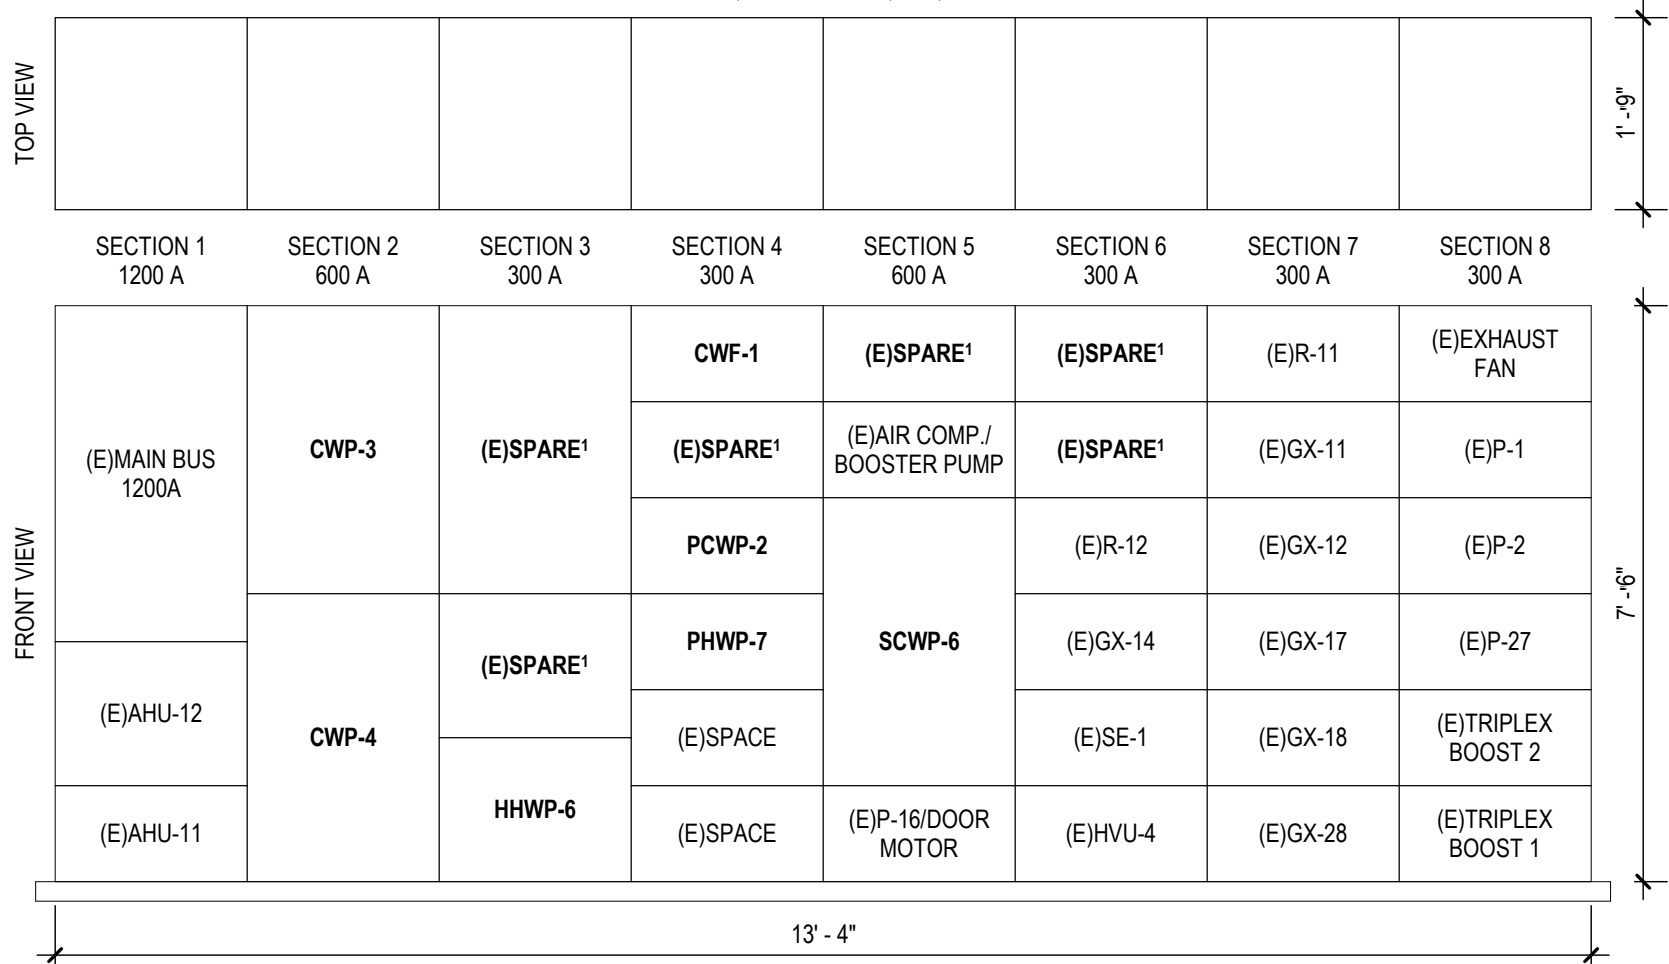 TOP VIEW
1' - 9"
SECTION 1
1200 A
SECTION 2
600 A
SECTION 3
300 A
SECTION 4
300 A
SECTION 5
600 A
SECTION 6
300 A
SECTION 7
300 A
SECTION 8
300 A
FRONT VIEW
(E)MAIN BUS
1200A
(E)AHU-12
(E)AHU-11
CWP-3
CWP-4
(E)SPARE¹
(E)SPARE¹
HHWP-6
CWF-1
(E)SPARE¹
PCWP-2
PHWP-7
(E)SPACE
(E)SPACE
(E)SPARE¹
(E)AIR COMP./
BOOSTER PUMP
SCWP-6
(E)P-16/DOOR
MOTOR
(E)SPARE¹
(E)SPARE¹
(E)R-12
(E)GX-14
(E)SE-1
(E)HVU-4
(E)R-11
(E)GX-11
(E)GX-12
(E)GX-17
(E)GX-18
(E)GX-28
(E)EXHAUST
FAN
(E)P-1
(E)P-2
(E)P-27
(E)TRIPLEX
BOOST 2
(E)TRIPLEX
BOOST 1
7' - 6"
13' - 4"